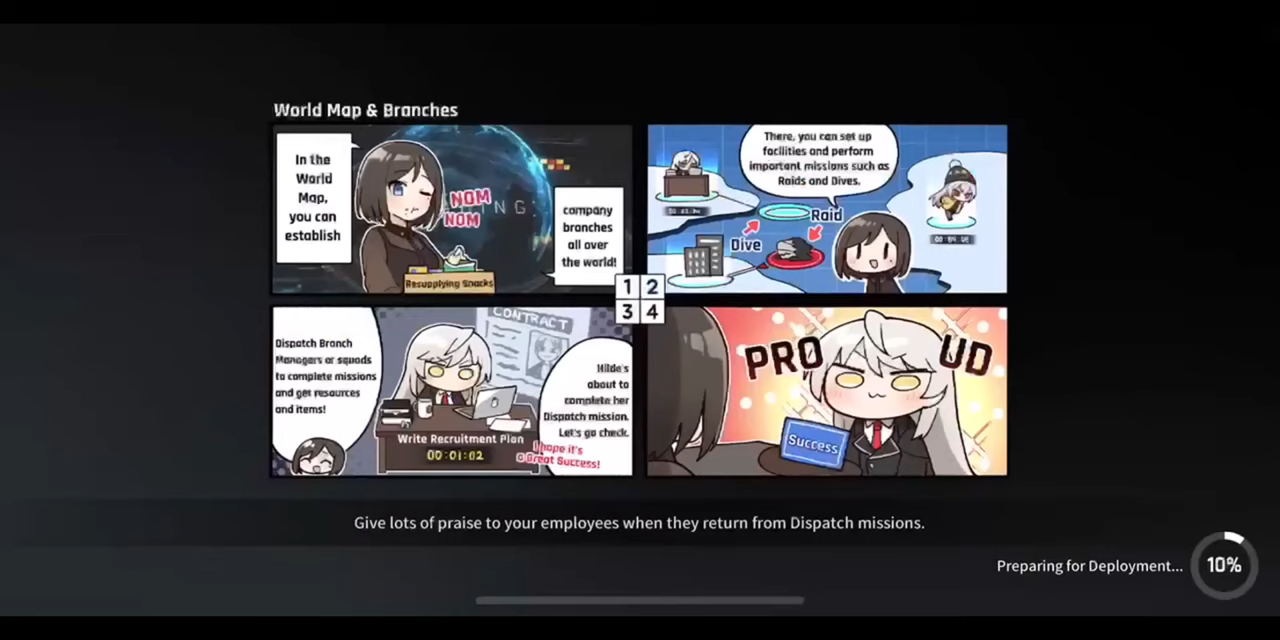 World Map & Branches
In the
World
Map,
you can
establish
NOM
NOM
NG
company
branches
all over
the world!
Resupplying Snacks
There, you can set up
facilities and perform
important missions such as
Raids and Dives.
Raid
Dive
1 2
3 4
Dispatch Branch
Managers or squads
to complete missions
and get resources
and items!
CONTRACT
Write Recruitment Plan
00:01:02
Hilde's
about to
complete her
Dispatch mission.
Let's go check.
I hope it's
a Great Success!
PROUD
Success
Give lots of praise to your employees when they return from Dispatch missions.
Preparing for Deployment...
10%